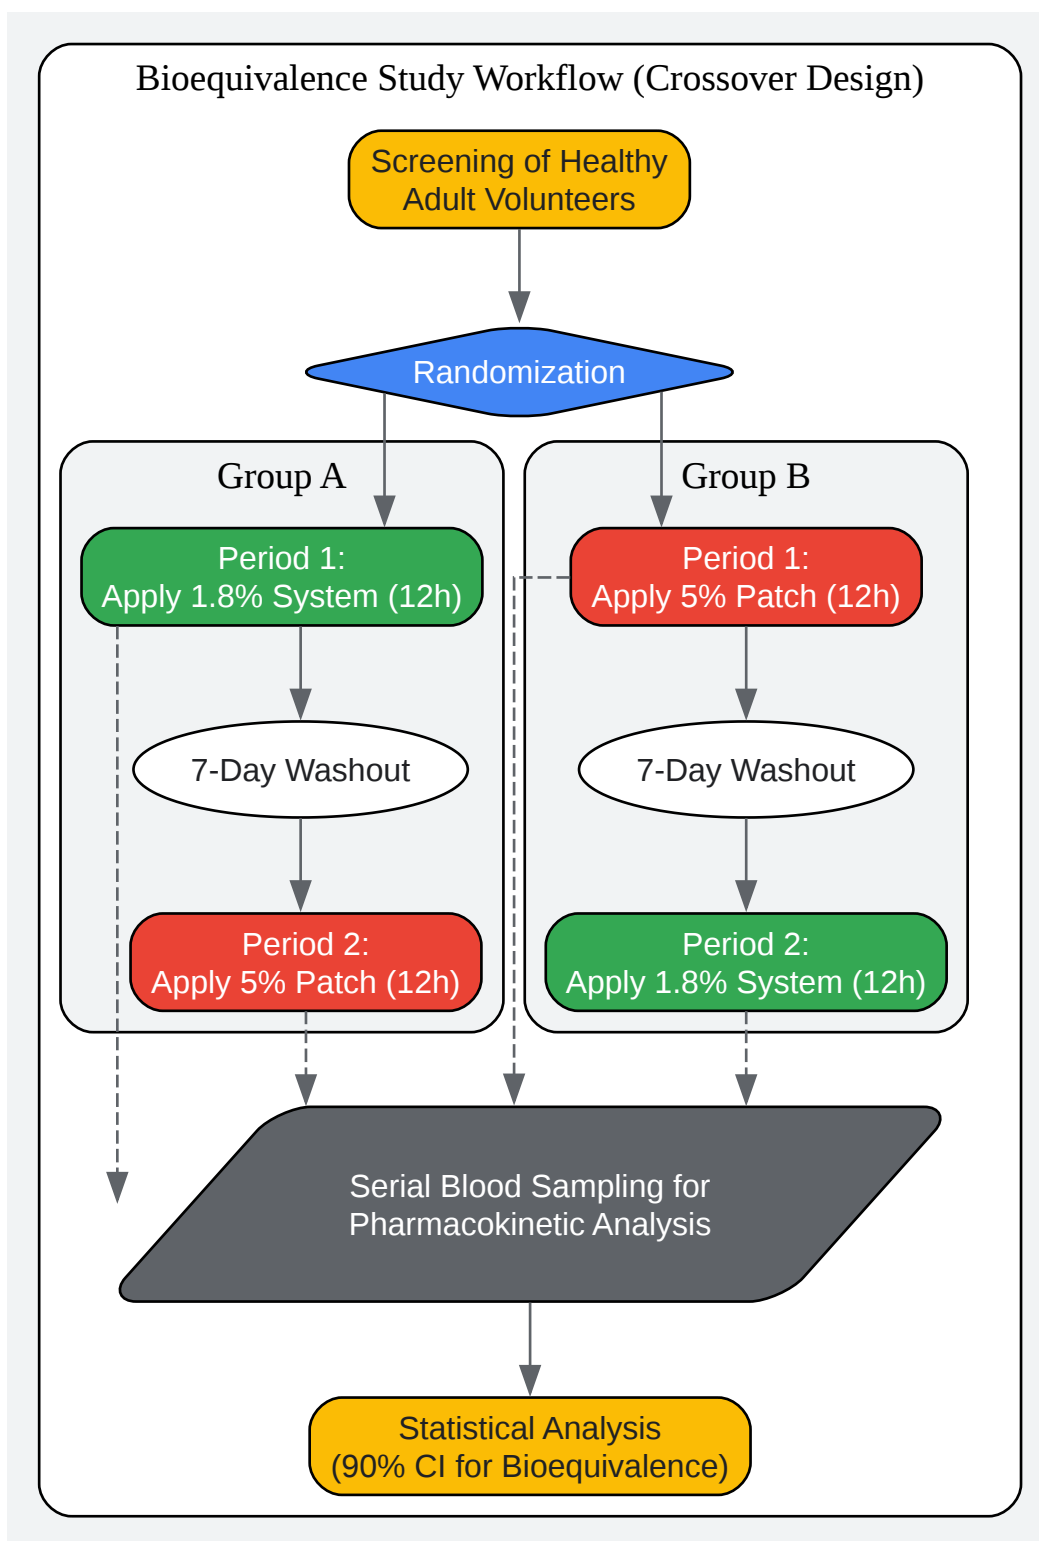 Bioequivalence Study Workflow (Crossover Design)
Screening of Healthy
Adult Volunteers
Randomization
Group A
Period 1:
Apply 1.8% System (12h)
7-Day Washout
Period 2:
Apply 5% Patch (12h)
Group B
Period 1:
Apply 5% Patch (12h)
7-Day Washout
Period 2:
Apply 1.8% System (12h)
Serial Blood Sampling for
Pharmacokinetic Analysis
Statistical Analysis
(90% CI for Bioequivalence)